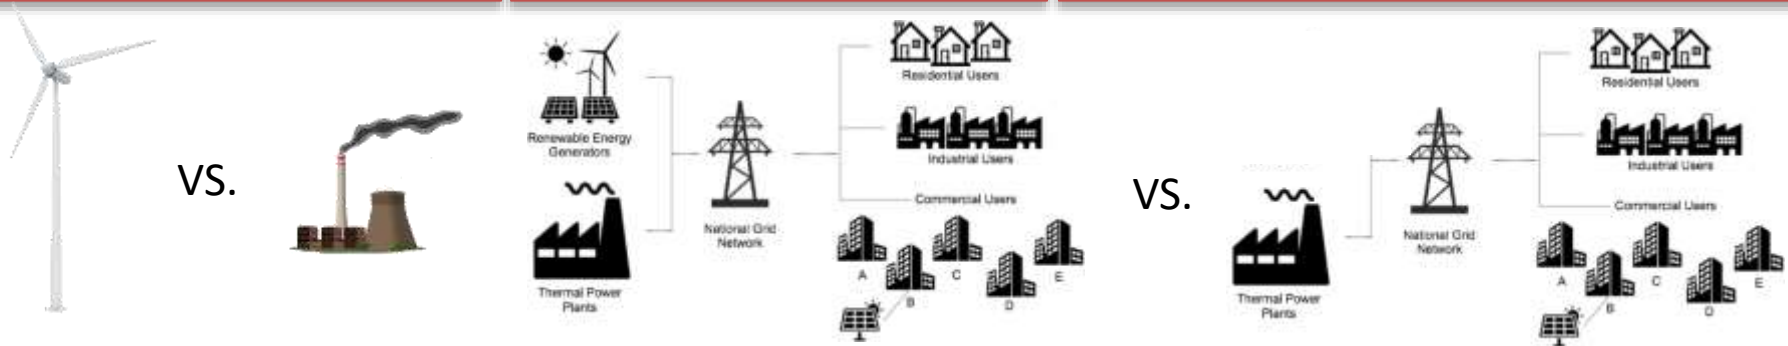 VS.
Renewable Energy
Generators
Thermal Power
Plants
National Grid
Network
Residential Users
Industrial Users
Commercial Users
A
B
C
D
E
VS.
Thermal Power
Plants
National Grid
Network
Residential Users
Industrial Users
Commercial Users
A
B
C
D
E